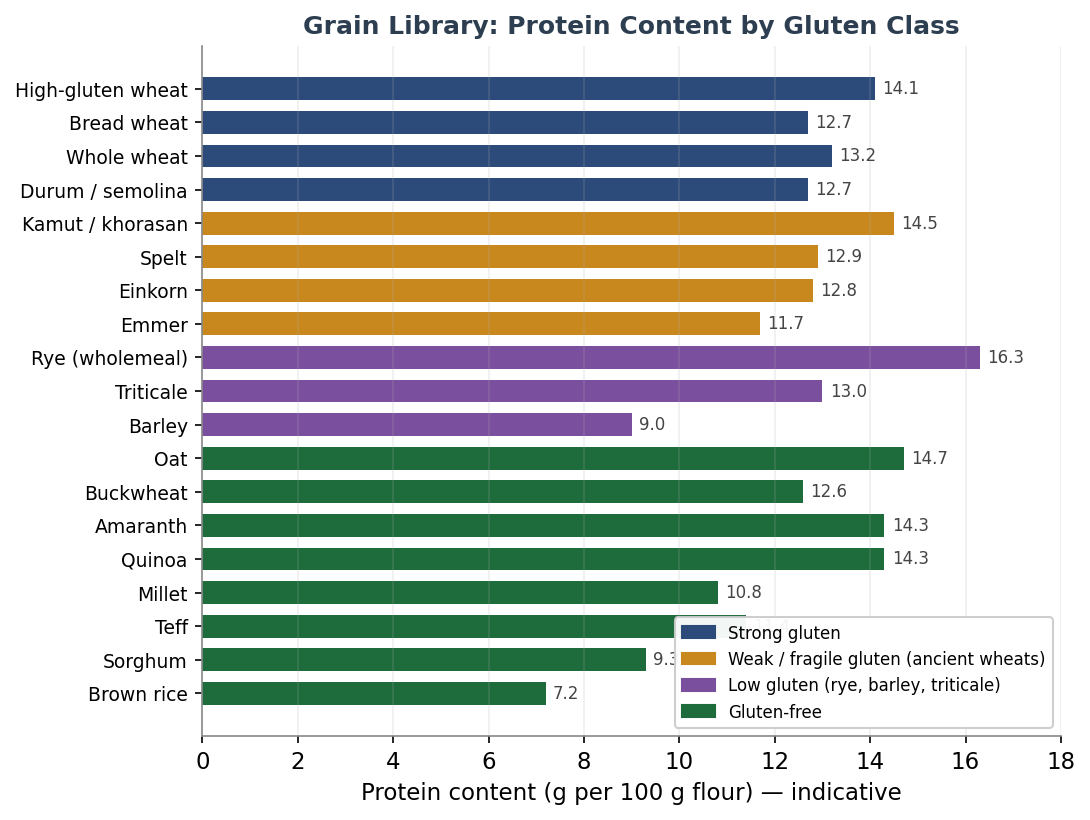 Grain Library: Protein Content by Gluten Class
High-gluten wheat 14.1
Bread wheat 12.7
Whole wheat 13.2
Durum / semolina 12.7
Kamut / khorasan 14.5
Spelt 12.9
Einkorn 12.8
Emmer 11.7
Rye (wholemeal) 16.3
Triticale 13.0
Barley 9.0
Oat 14.7
Buckwheat 12.6
Amaranth 14.3
Quinoa 14.3
Millet 10.8
Teff
Sorghum 9.3
Brown rice 7.2
Strong gluten
Weak / fragile gluten (ancient wheats)
Low gluten (rye, barley, triticale)
Gluten-free
0 2 4 6 8 10 12 14 16 18
Protein content (g per 100 g flour) — indicative